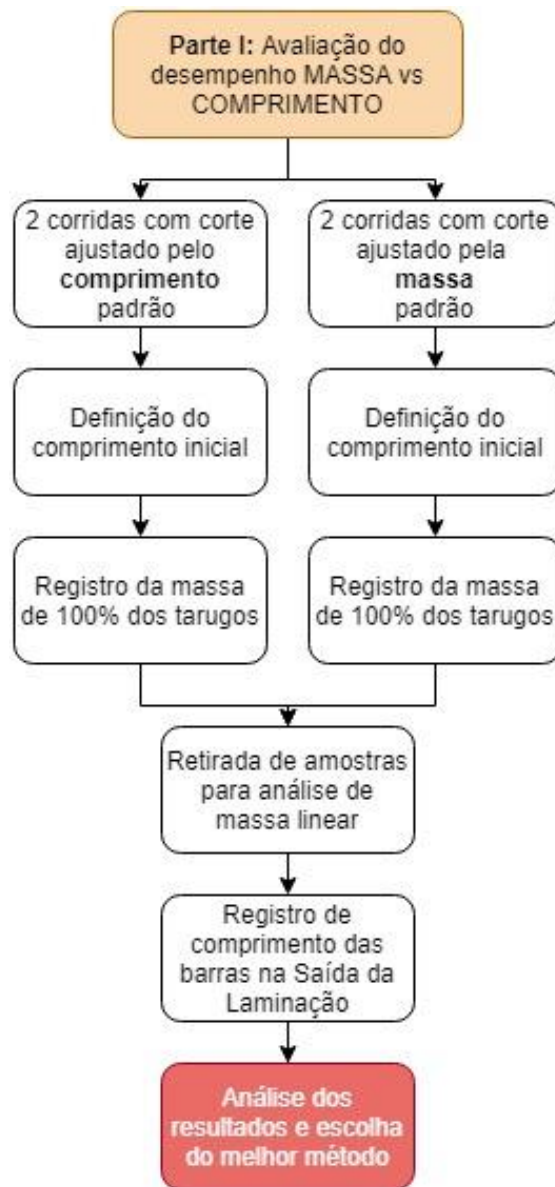 Parte I: Avaliação do
desempenho MASSA vs
COMPRIMENTO
2 corridas com corte
ajustado pelo
comprimento
padrão
2 corridas com corte
ajustado pela
massa
padrão
Definição do
comprimento inicial
Definição do
comprimento inicial
Registro da massa
de 100% dos tarugos
Registro da massa
de 100% dos tarugos
Retirada de amostras
para análise de
massa linear
Registro de
comprimento das
barras na Saída da
Laminação
Análise dos
resultados e escolha
do melhor método